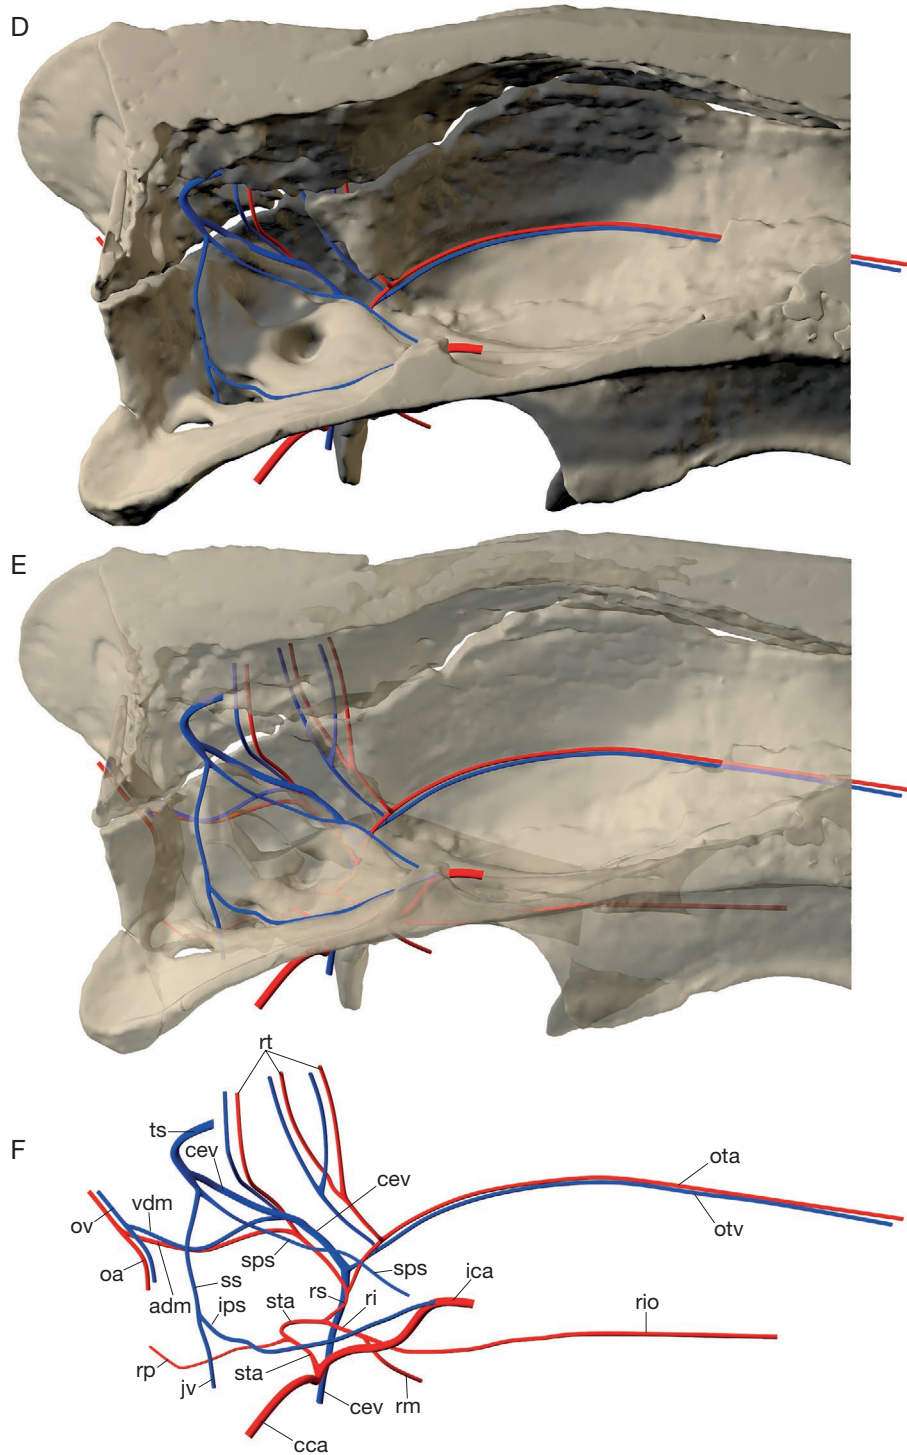 D
E
rt
F
ts
cev
cev
ota
vdm
ov
otv
sps
sps
ica
oa
ss
rs
adm
ips
sta
ri
rio
rp
sta
jv
cev
rm
cca